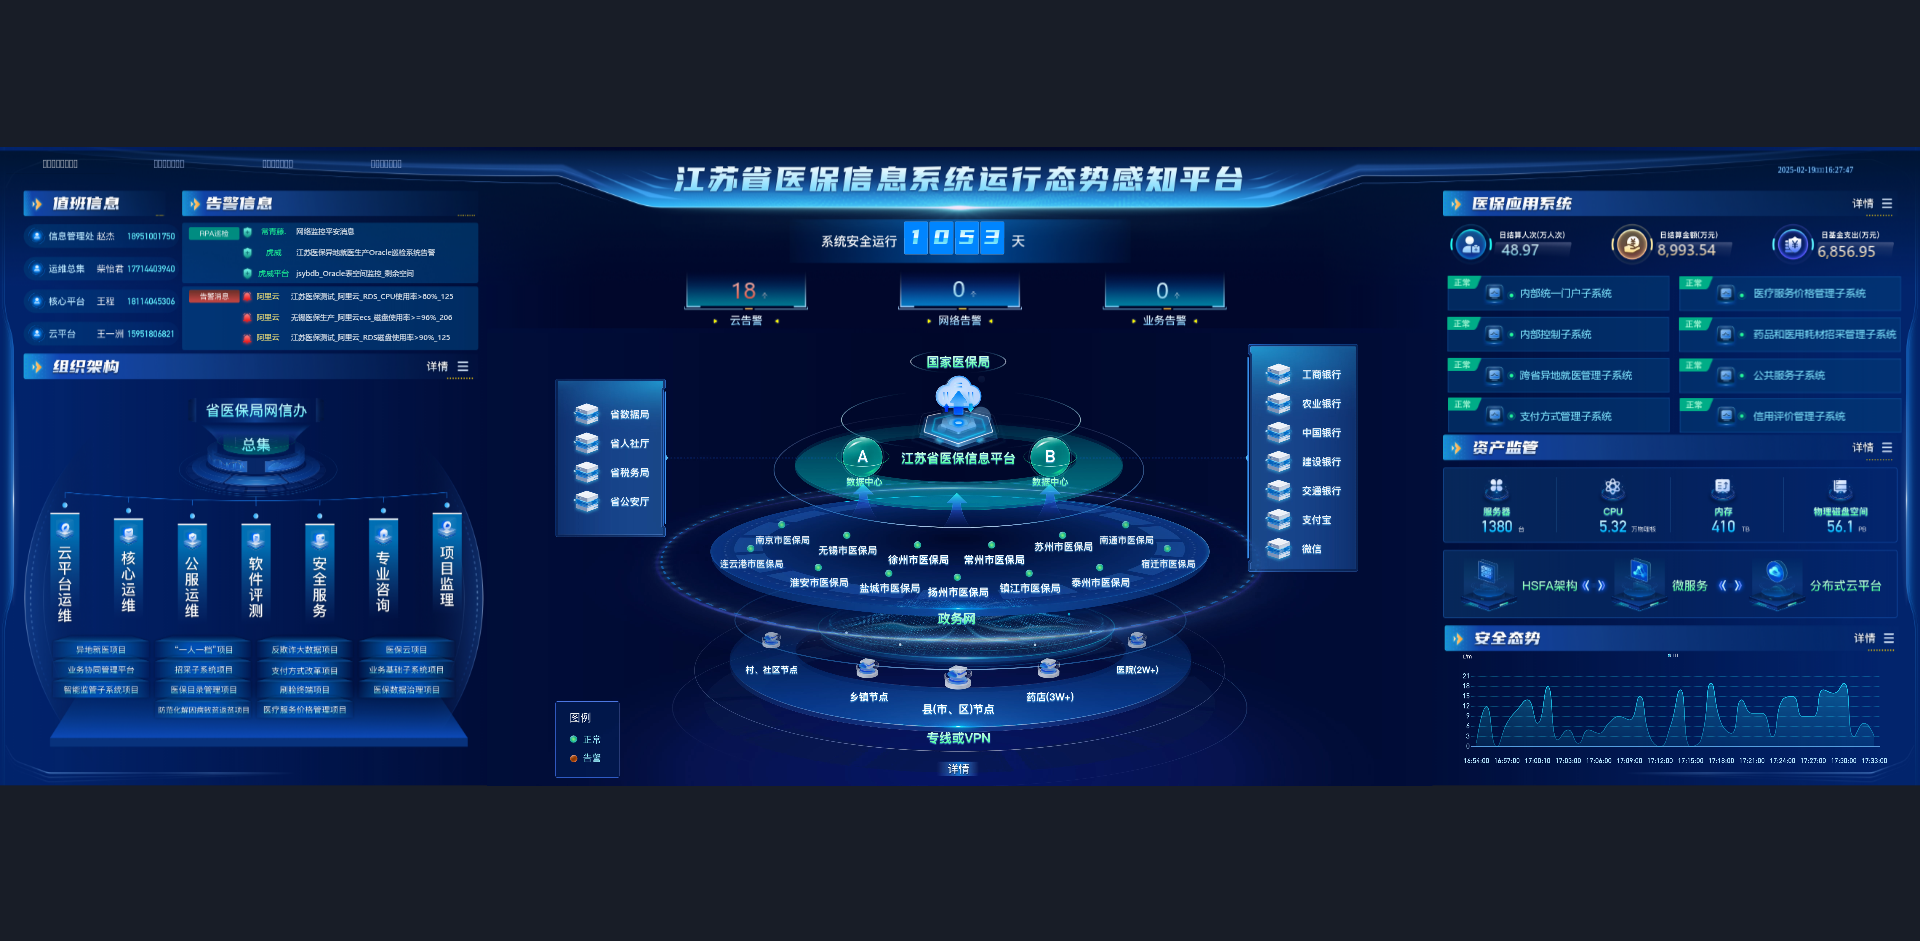 江苏省医保信息系统运行态势感知平台
2025-02-19 16:27:47
值班信息
信息管理处 赵杰 18951001750
运维总集 柴怡君 17714403940
核心平台 王程 18114045306
云平台 王一洲 15951806821
告警信息
RPA巡检
常青藤 网络监控平安消息
虎威 江苏医保异地就医生产Oracle巡检系统告警
虎威平台 jsybdb_Oracle表空间监控_剩余空间
告警消息
阿里云 江苏医保测试_阿里云_RDS_CPU使用率>80%_125
阿里云 无锡医保生产_阿里云ecs_磁盘使用率>=96%_206
阿里云 江苏医保测试_阿里云_RDS磁盘使用率>90%_125
组织架构
详情
省医保局网信办
总集
云平台运维
核心运维
公服运维
软件评测
安全服务
专业咨询
项目监理
异地新医项目
“一人一档”项目
反欺诈大数据项目
医保云项目
业务协同管理平台
招采子系统项目
支付方式改革项目
业务基础子系统项目
智能监管子系统项目
医保目录管理项目
刷脸终端项目
医保数据治理项目
防范化解因病致贫返贫项目
医疗服务价格管理项目
系统安全运行 1053 天
18
云告警
0
网络告警
0
业务告警
省数据局
省人社厅
省税务局
省公安厅
国家医保局
A
数据中心
江苏省医保信息平台
B
数据中心
南京市医保局
无锡市医保局
徐州市医保局
常州市医保局
苏州市医保局
南通市医保局
连云港市医保局
淮安市医保局
盐城市医保局
扬州市医保局
镇江市医保局
泰州市医保局
宿迁市医保局
政务网
村、社区节点
乡镇节点
县(市、区)节点
药店(3W+)
医院(2W+)
专线或VPN
详情
图例
正常
告警
工商银行
农业银行
中国银行
建设银行
交通银行
支付宝
微信
医保应用系统
详情
日结算人次(万人次)
48.97
日结算金额(万元)
8,993.54
日基金支出(万元)
6,856.95
正常 内部统一门户子系统
正常 医疗服务价格管理子系统
正常 内部控制子系统
正常 药品和医用耗材招采管理子系统
正常 跨省异地就医管理子系统
正常 公共服务子系统
正常 支付方式管理子系统
正常 信用评价管理子系统
资产监管
详情
服务器
1380 台
CPU
5.32 万物理核
内存
410 TB
物理磁盘空间
56.1 PB
HSFA架构
微服务
分布式云平台
安全态势
详情
21
18
15
12
9
6
3
0
16:54:00 16:57:00 17:00:10 17:03:00 17:06:00 17:09:00 17:12:00 17:15:00 17:18:00 17:21:00 17:24:00 17:27:00 17:30:00 17:33:00